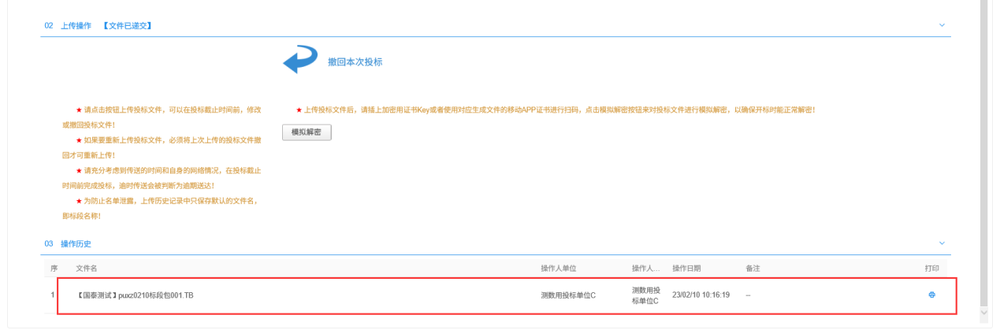 02 上传操作 【文件已递交】
撤回本次投标
★ 请点击按钮上传投标文件，可以在投标截止时间前，修改
或撤回投标文件！
★ 如果要重新上传投标文件，必须将上次上传的投标文件撤
回才可重新上传！
★ 请充分考虑到传送的时间和自身的网络情况，在投标截止
时间前完成投标，逾时传送会被判断为逾期送达！
★ 为防止名单泄露，上传历史记录中只保存默认的文件名，
即标段名称！
★ 上传投标文件后，请插上加密用证书Key或者使用对应生成文件的移动APP证书进行扫码，点击模拟解密按钮来对投标文件进行模拟解密，以确保开标时能正常解密！
模拟解密
03 操作历史
序 文件名 操作人单位 操作人... 操作日期 备注 打印
1 【国泰测试】puxz0210标段包001.TB 测数用投标单位C 测数用投 23/02/10 10:16:19 --
标单位C